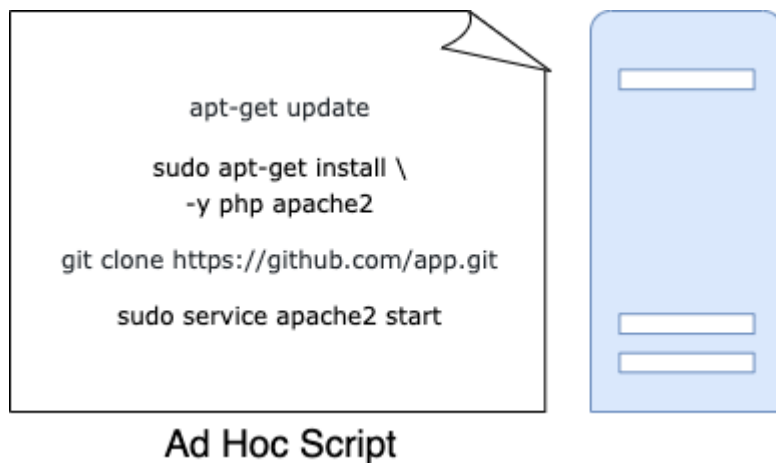 apt-get update
sudo apt-get install \
-y php apache2
git clone https://github.com/app.git
sudo service apache2 start
Ad Hoc Script